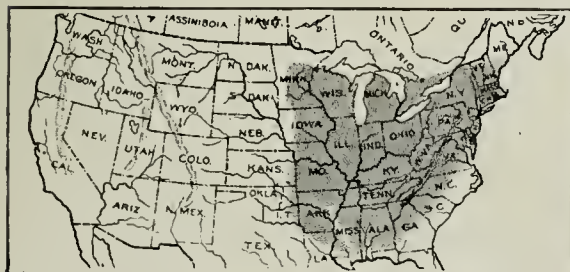 ASSINIBOIA
MAN.
ONTARIO
QU
ND
WASH
MONT.
N. DAK.
MINN.
ME.
OREGON
IDAHO
WYO.
S. DAK.
WIS.
MICH.
N.Y.
NEV.
UTAH
COLO.
NEB.
IOWA
ILL.
IND.
OHIO
PA.
CAL.
KANS.
MO.
KY.
VA.
ARIZ.
N. MEX.
OKLA.
I.T.
ARK.
TENN.
N.C.
S.C.
TEX.
LA.
MISS.
ALA
GA.